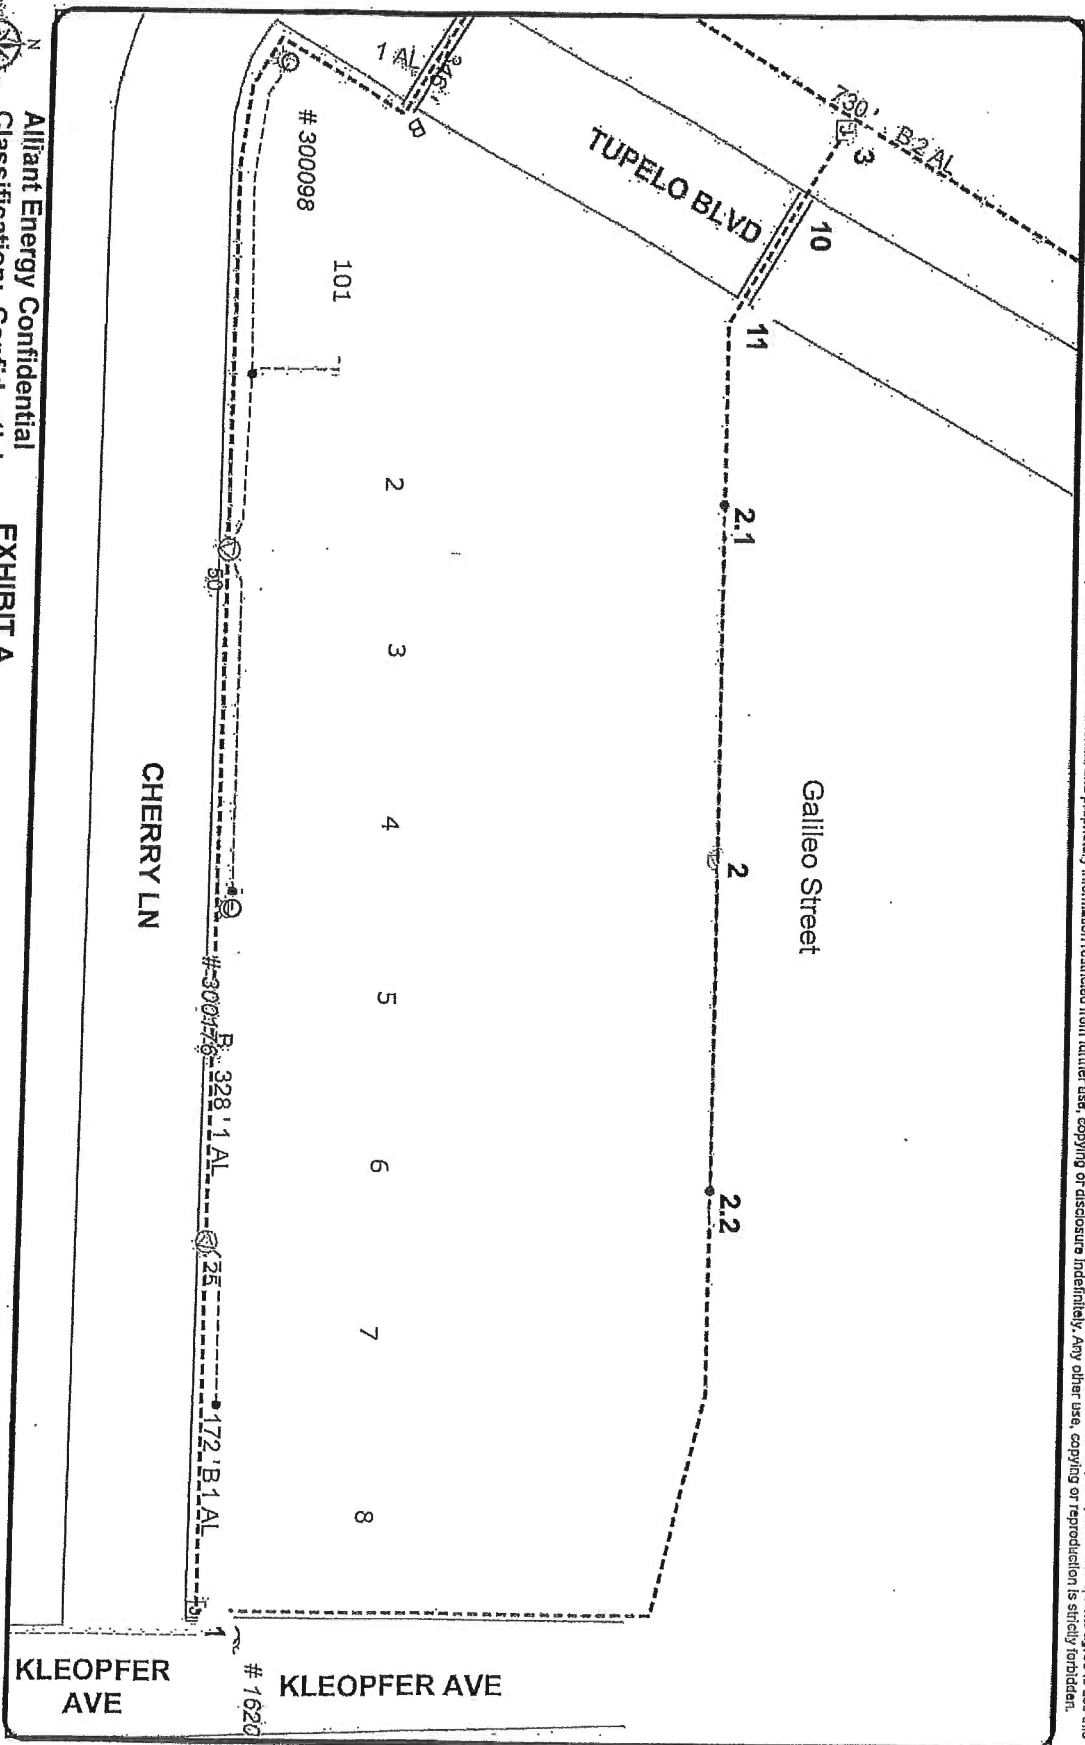 restricted from further use, copying or disclosure indefinitely. Any other use, copying or reproduction is strictly forbidden.
730 ' B2 AL
3
TUPELO BLVD
10
11
1 AL
B
# 300098
101
2
3
4
5
6
7
8
2.1
2
2.2
Galileo Street
50
# 300176
B
328 ' 1 AL
25
172 ' B 1 AL
CHERRY LN
1
# 1620
KLEOPFER AVE
KLEOPFER
AVE
N
Alliant Energy Confidential
EXHIBIT A